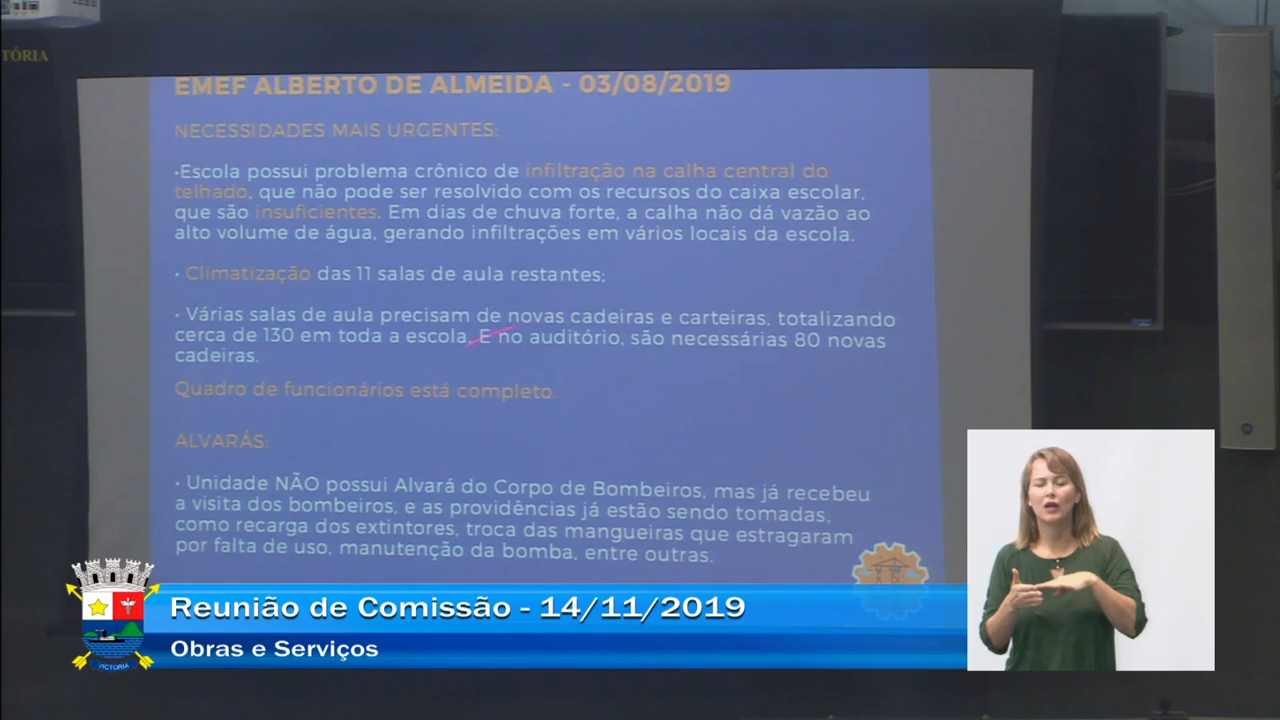 TÓRIA
EMEF ALBERTO DE ALMEIDA - 03/08/2019
NECESSIDADES MAIS URGENTES:
•Escola possui problema crônico de infiltração na calha central do
telhado, que não pode ser resolvido com os recursos do caixa escolar,
que são insuficientes. Em dias de chuva forte, a calha não dá vazão ao
alto volume de água, gerando infiltrações em vários locais da escola.
• Climatização das 11 salas de aula restantes;
• Várias salas de aula precisam de novas cadeiras e carteiras, totalizando
cerca de 130 em toda a escola. E no auditório, são necessárias 80 novas
cadeiras.
Quadro de funcionários está completo.
ALVARÁS:
• Unidade NÃO possui Alvará do Corpo de Bombeiros, mas já recebeu
a visita dos bombeiros, e as providências já estão sendo tomadas,
como recarga dos extintores, troca das mangueiras que estragaram
por falta de uso, manutenção da bomba, entre outras.
Reunião de Comissão - 14/11/2019
Obras e Serviços
VICTORIA